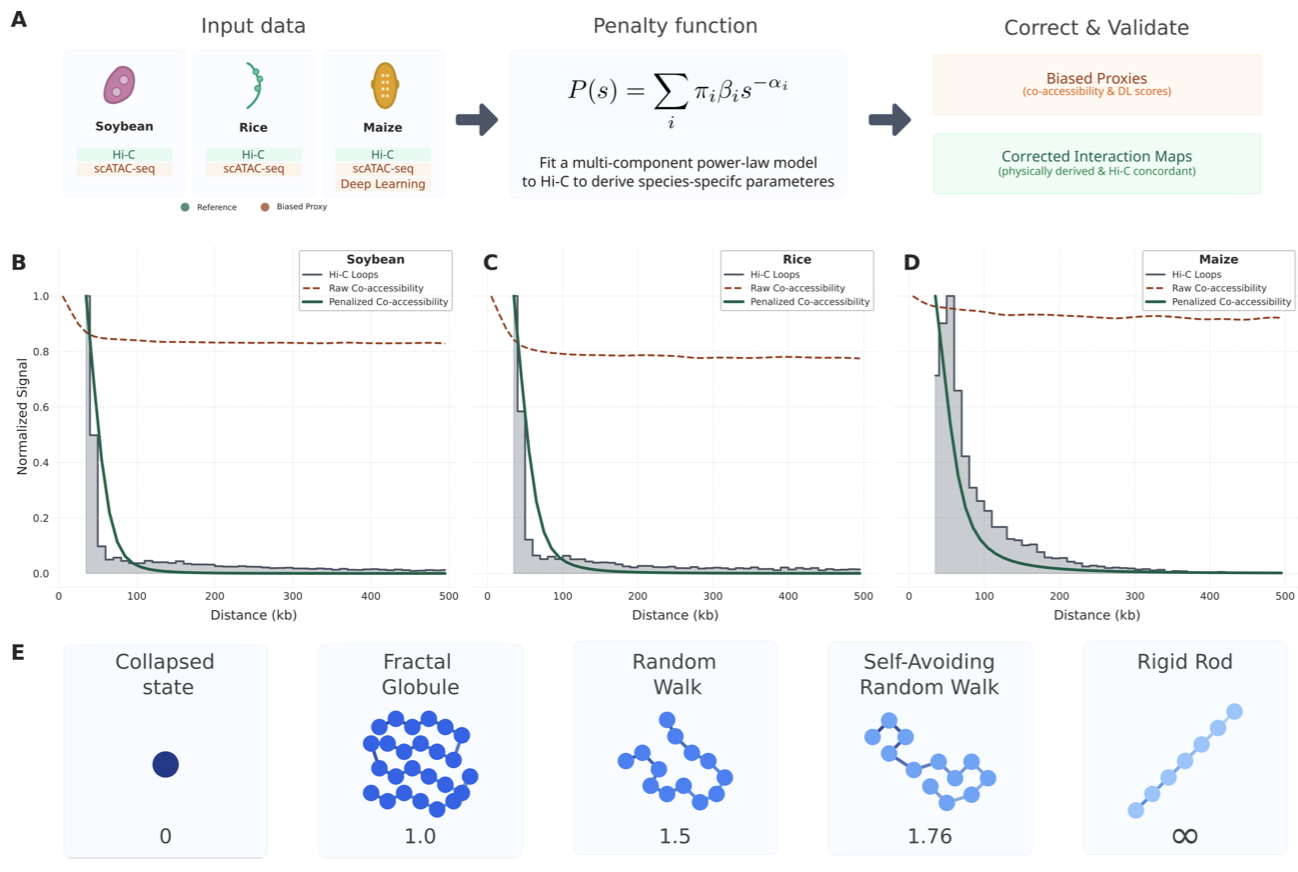 A
Input data
Penalty function
Correct & Validate
Soybean
Rice
Maize
Hi-C
Hi-C
Hi-C
scATAC-seq
scATAC-seq
scATAC-seq
Deep Learning
Reference
Biased Proxy
P(s) = ∑_i π_i β_i s^{-α_i}
Fit a multi-component power-law model
to Hi-C to derive species-specifc parameteres
Biased Proxies
(co-accessibility & DL scores)
Corrected Interaction Maps
(physically derived & Hi-C concordant)
B
Soybean
Hi-C Loops
Raw Co-accessibility
Penalized Co-accessibility
Normalized Signal
1.0
0.8
0.6
0.4
0.2
0.0
0 100 200 300 400 500
Distance (kb)
C
Rice
Hi-C Loops
Raw Co-accessibility
Penalized Co-accessibility
0 100 200 300 400 500
Distance (kb)
D
Maize
Hi-C Loops
Raw Co-accessibility
Penalized Co-accessibility
0 100 200 300 400 500
Distance (kb)
E
Collapsed
state
0
Fractal
Globule
1.0
Random
Walk
1.5
Self-Avoiding
Random Walk
1.76
Rigid Rod
∞